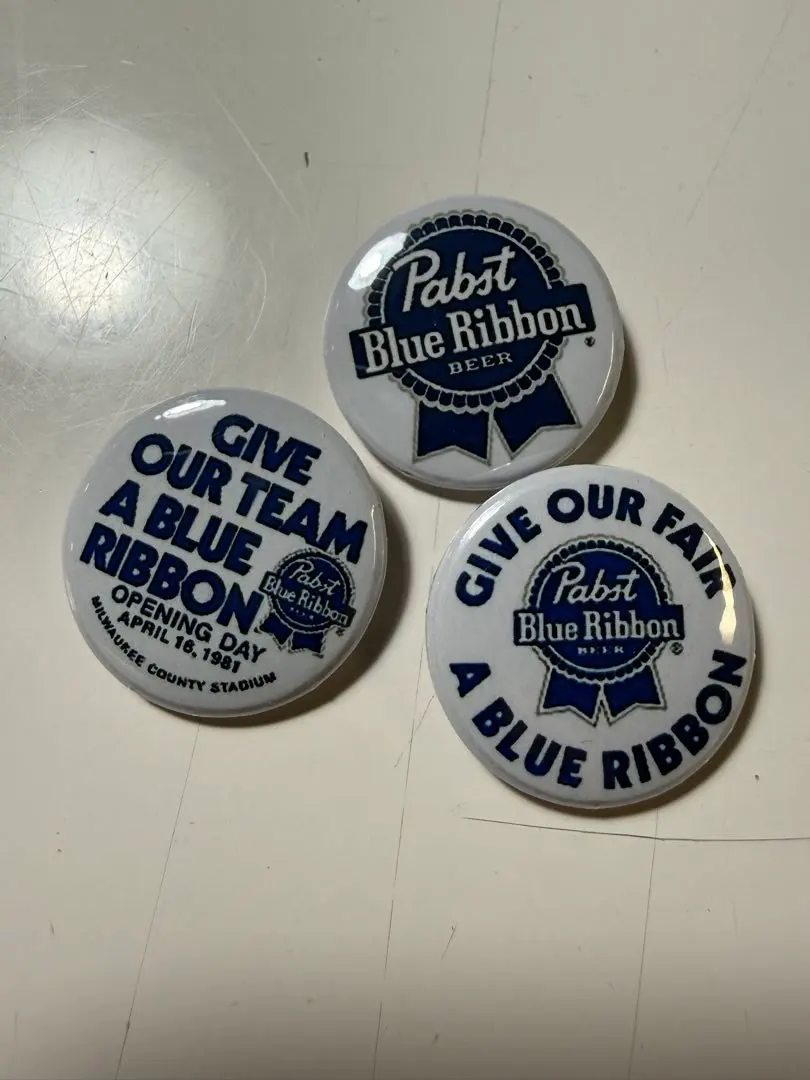 Pabst
Blue Ribbon
BEER
®
GIVE
OUR TEAM
A BLUE
RIBBON
OPENING DAY
APRIL 16, 1981
MILWAUKEE COUNTY STADIUM
Pabst
Blue Ribbon
GIVE OUR FAIR
Pabst
Blue Ribbon
BEER
®
A BLUE RIBBON